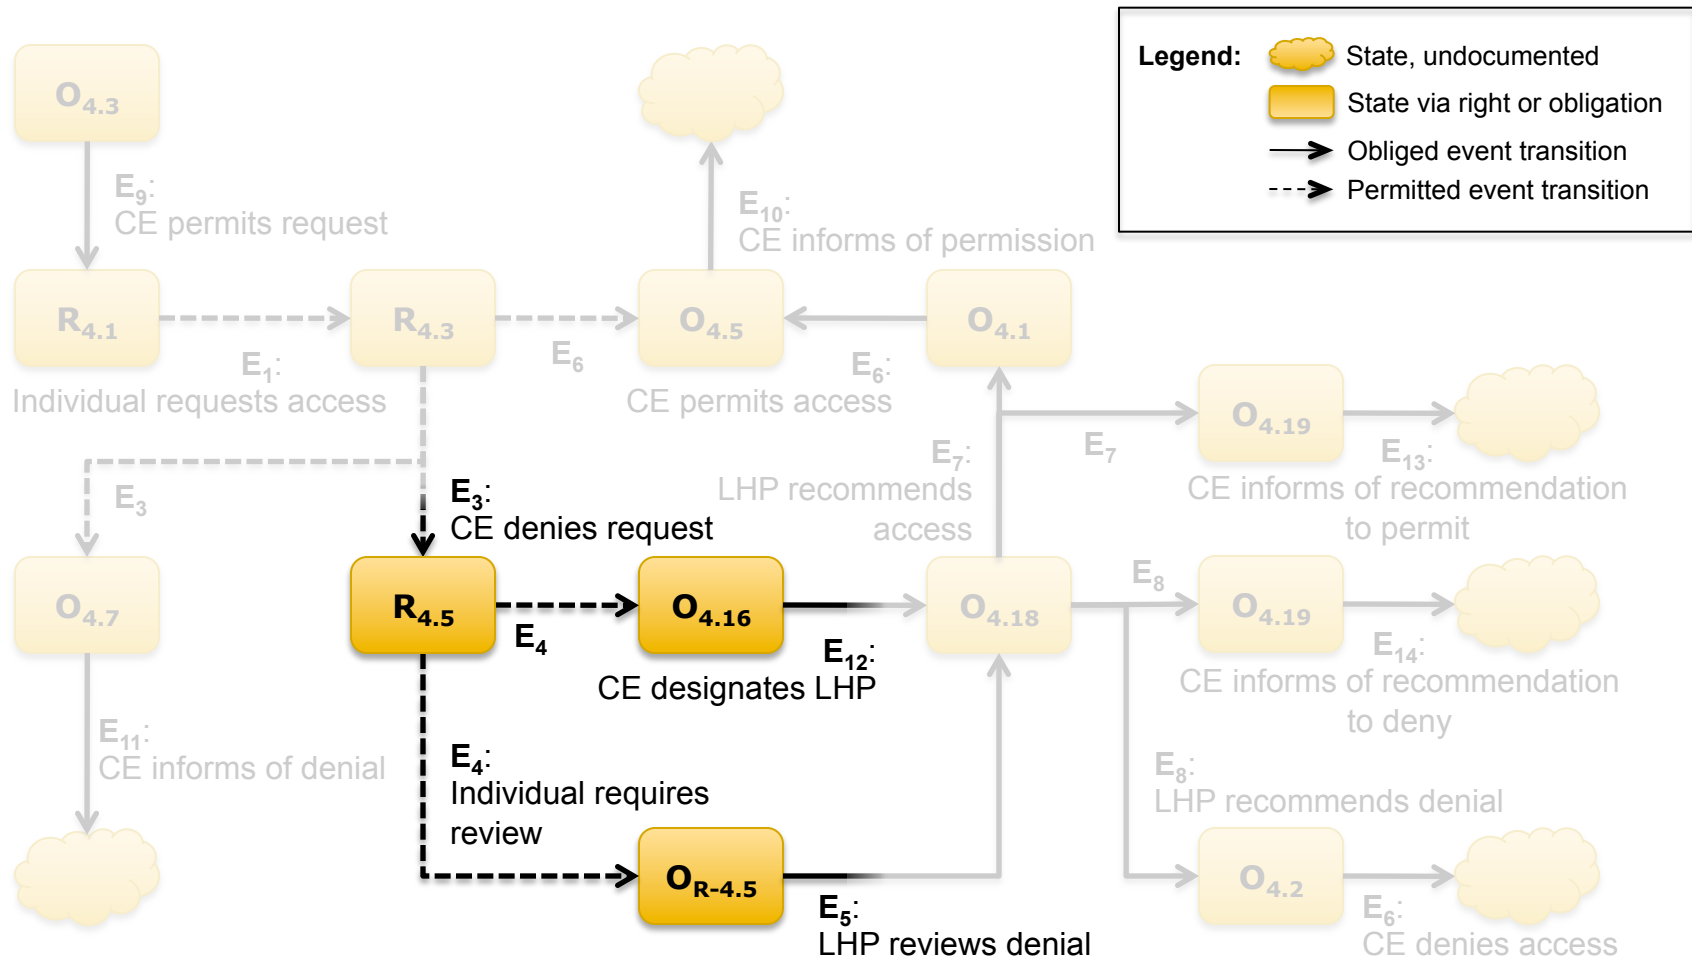 Legend:
State, undocumented
State via right or obligation
Obliged event transition
Permitted event transition
O4.3
E9:
CE permits request
E10:
CE informs of permission
R4.1
R4.3
O4.5
O4.1
E1:
Individual requests access
E6
E6:
CE permits access
O4.19
E7:
LHP recommends
access
E7
E13:
CE informs of recommendation
to permit
E3
E3:
CE denies request
O4.7
R4.5
E4
O4.16
E12:
CE designates LHP
O4.18
E8
O4.19
E14:
CE informs of recommendation
to deny
E11:
CE informs of denial
E4:
Individual requires
review
E8:
LHP recommends denial
OR-4.5
E5:
LHP reviews denial
O4.2
E6:
CE denies access